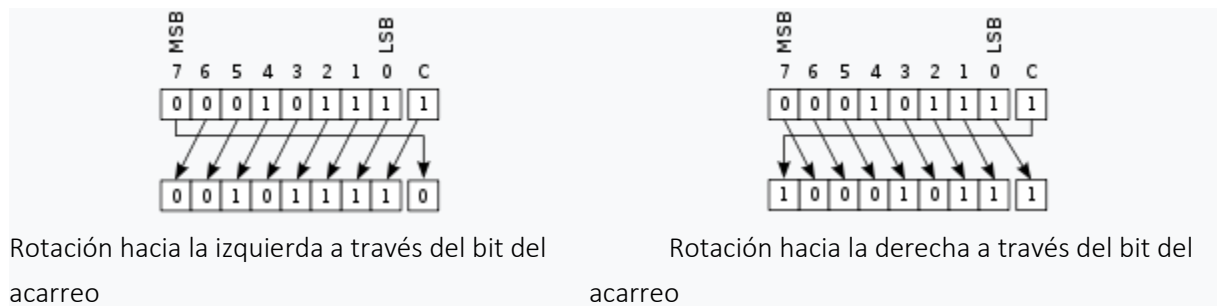 MSB LSB
7 6 5 4 3 2 1 0 C
0 0 0 1 0 1 1 1 1
0 0 1 0 1 1 1 1 0
Rotación hacia la izquierda a través del bit del
acarreo
MSB LSB
7 6 5 4 3 2 1 0 C
0 0 0 1 0 1 1 1 1
1 0 0 0 1 0 1 1 1
Rotación hacia la derecha a través del bit del
acarreo